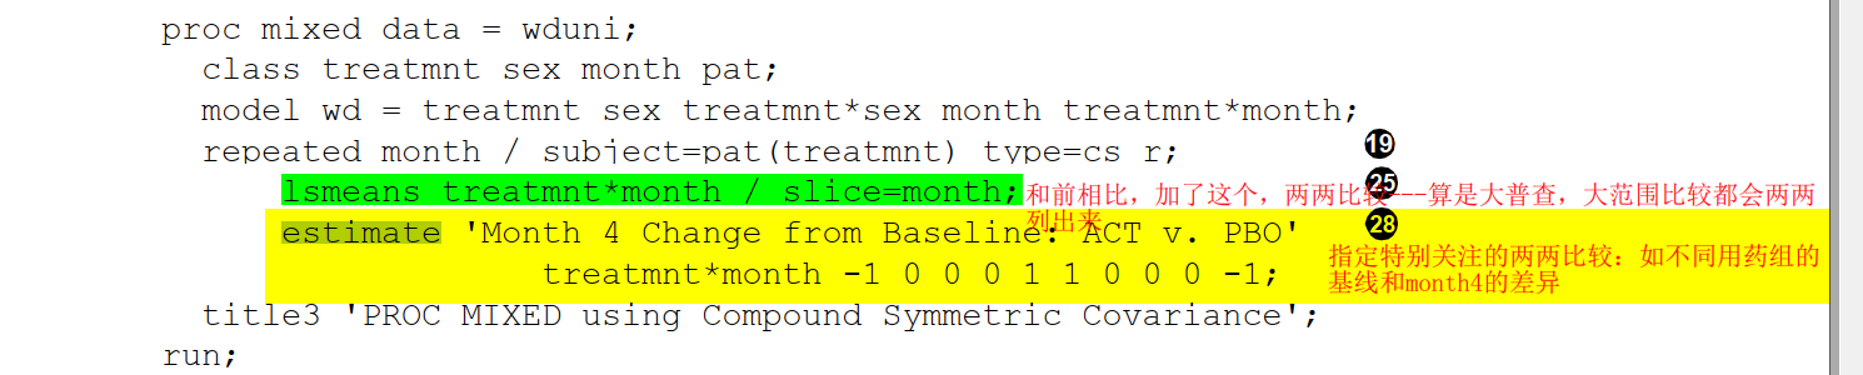 proc mixed data = wduni;
class treatmnt sex month pat;
model wd = treatmnt sex treatmnt*sex month treatmnt*month;
repeated month / subject=pat(treatmnt) type=cs r;
19
lsmeans treatmnt*month / slice=month;
25
和前相比，加了这个，两两比较---算是大普查，大范围比较都会两两
列出来
estimate 'Month 4 Change from Baseline: ACT v. PBO'
28
treatmnt*month -1 0 0 0 1 1 0 0 0 -1;
指定特别关注的两两比较：如不同用药组的
基线和month4的差异
title3 'PROC MIXED using Compound Symmetric Covariance';
run;